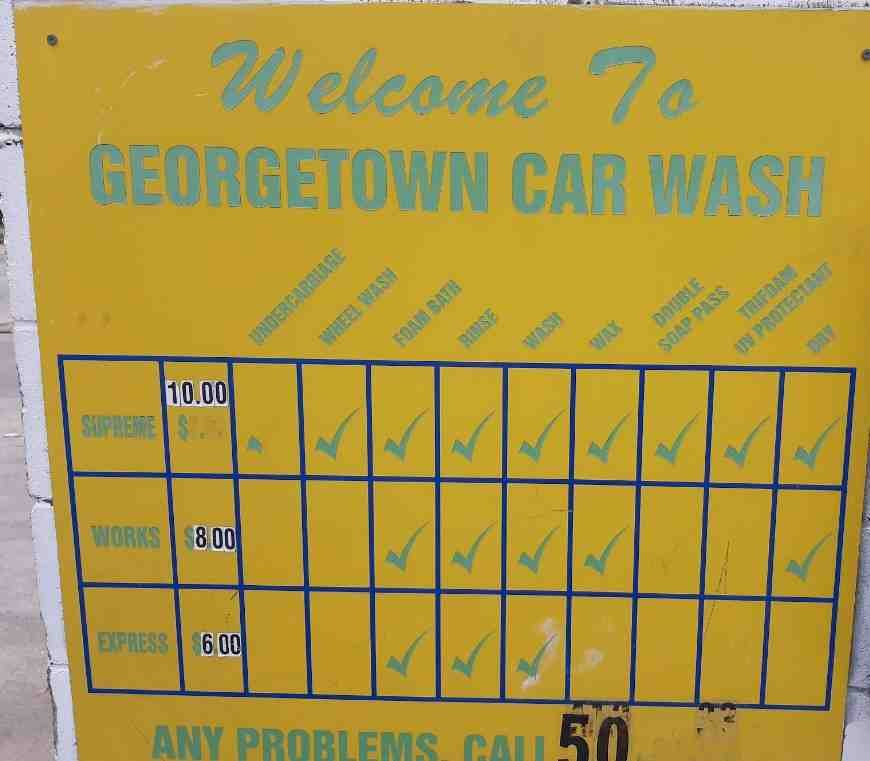 Welcome To
GEORGETOWN CAR WASH
UNDERCARRIAGE
WHEEL WASH
FOAM BATH
RINSE
WASH
WAX
DOUBLE
SOAP PASS
TRIFOAM
UV PROTECTANT
DRY
SUPREME $ 10.00 ✓ ✓ ✓ ✓ ✓ ✓ ✓ ✓
WORKS $8.00 ✓ ✓ ✓ ✓ ✓
EXPRESS $6.00 ✓ ✓ ✓
ANY PROBLEMS, CALL 50